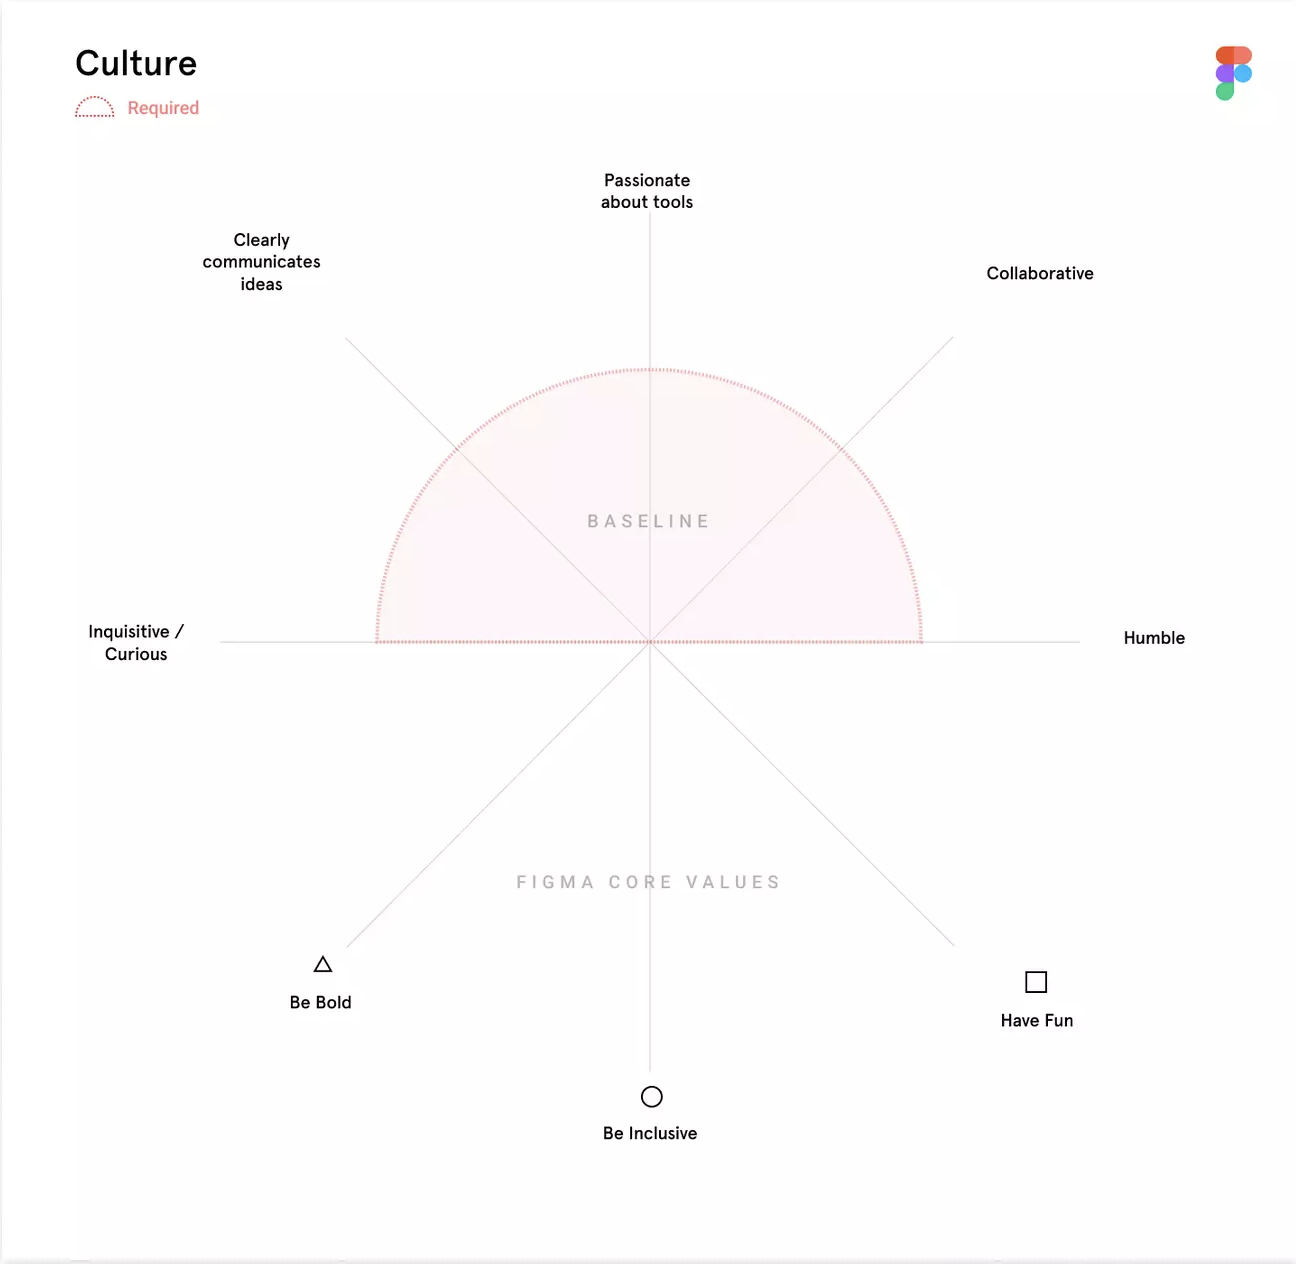 Culture
Required
Passionate
about tools
Clearly
communicates
ideas
Collaborative
BASELINE
Inquisitive /
Curious
Humble
FIGMA CORE VALUES
Be Bold
Have Fun
Be Inclusive